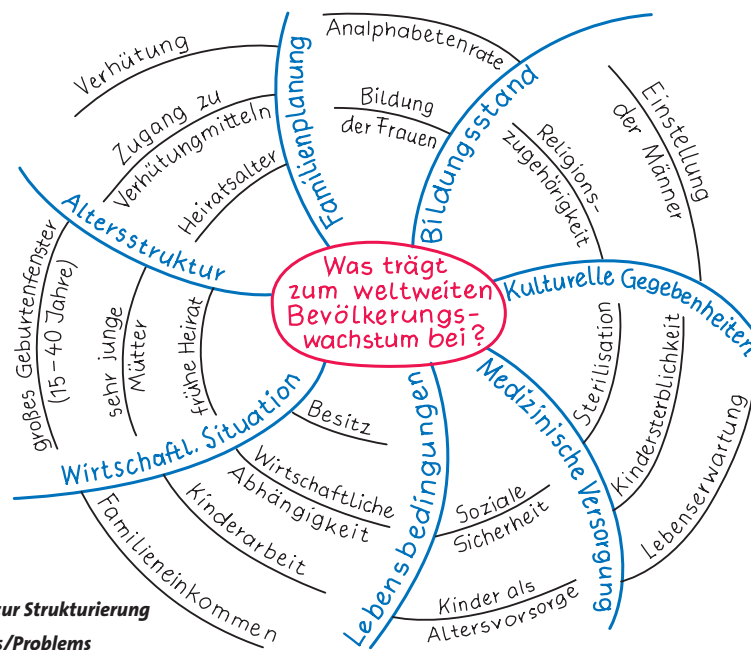 Was trägt
zum weltweiten
Bevölkerungs-
wachstum bei?
Familienplanung
Verhütung
Zugang zu
Verhütungmitteln
Heiratsalter
Bildungsstand
Analphabetenrate
Bildung
der Frauen
Kulturelle Gegebenheiten
Einstellung
der Männer
Religions-
zugehörigkeit
Medizinische Versorgung
Sterilisation
Kindersterblichkeit
Lebenserwartung
Lebensbedingungen
Soziale
Sicherheit
Kinder als
Altersvorsorge
Wirtschaftl. Situation
Besitz
Wirtschaftliche
Abhängigkeit
Kinderarbeit
Familieneinkommen
Altersstruktur
großes Geburtenfenster
(15–40 Jahre)
sehr junge
Mütter
frühe Heirat
zur Strukturierung
s/Problems